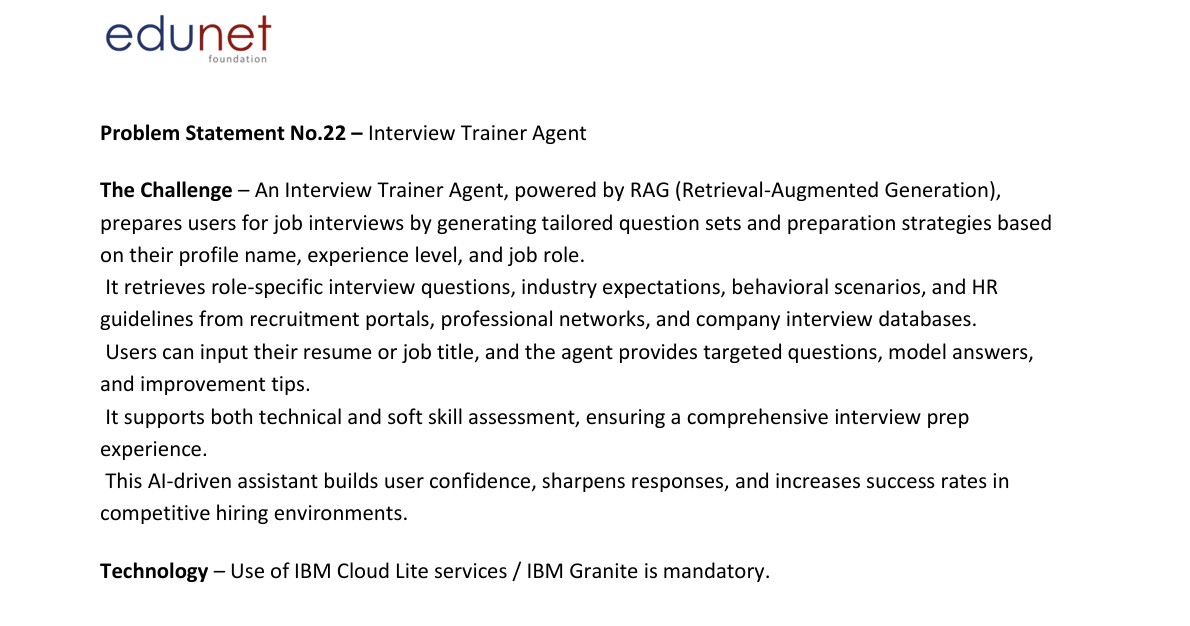 edunet
foundation
Problem Statement No.22 – Interview Trainer Agent
The Challenge – An Interview Trainer Agent, powered by RAG (Retrieval-Augmented Generation),
prepares users for job interviews by generating tailored question sets and preparation strategies based
on their profile name, experience level, and job role.
It retrieves role-specific interview questions, industry expectations, behavioral scenarios, and HR
guidelines from recruitment portals, professional networks, and company interview databases.
Users can input their resume or job title, and the agent provides targeted questions, model answers,
and improvement tips.
It supports both technical and soft skill assessment, ensuring a comprehensive interview prep
experience.
This AI-driven assistant builds user confidence, sharpens responses, and increases success rates in
competitive hiring environments.
Technology – Use of IBM Cloud Lite services / IBM Granite is mandatory.